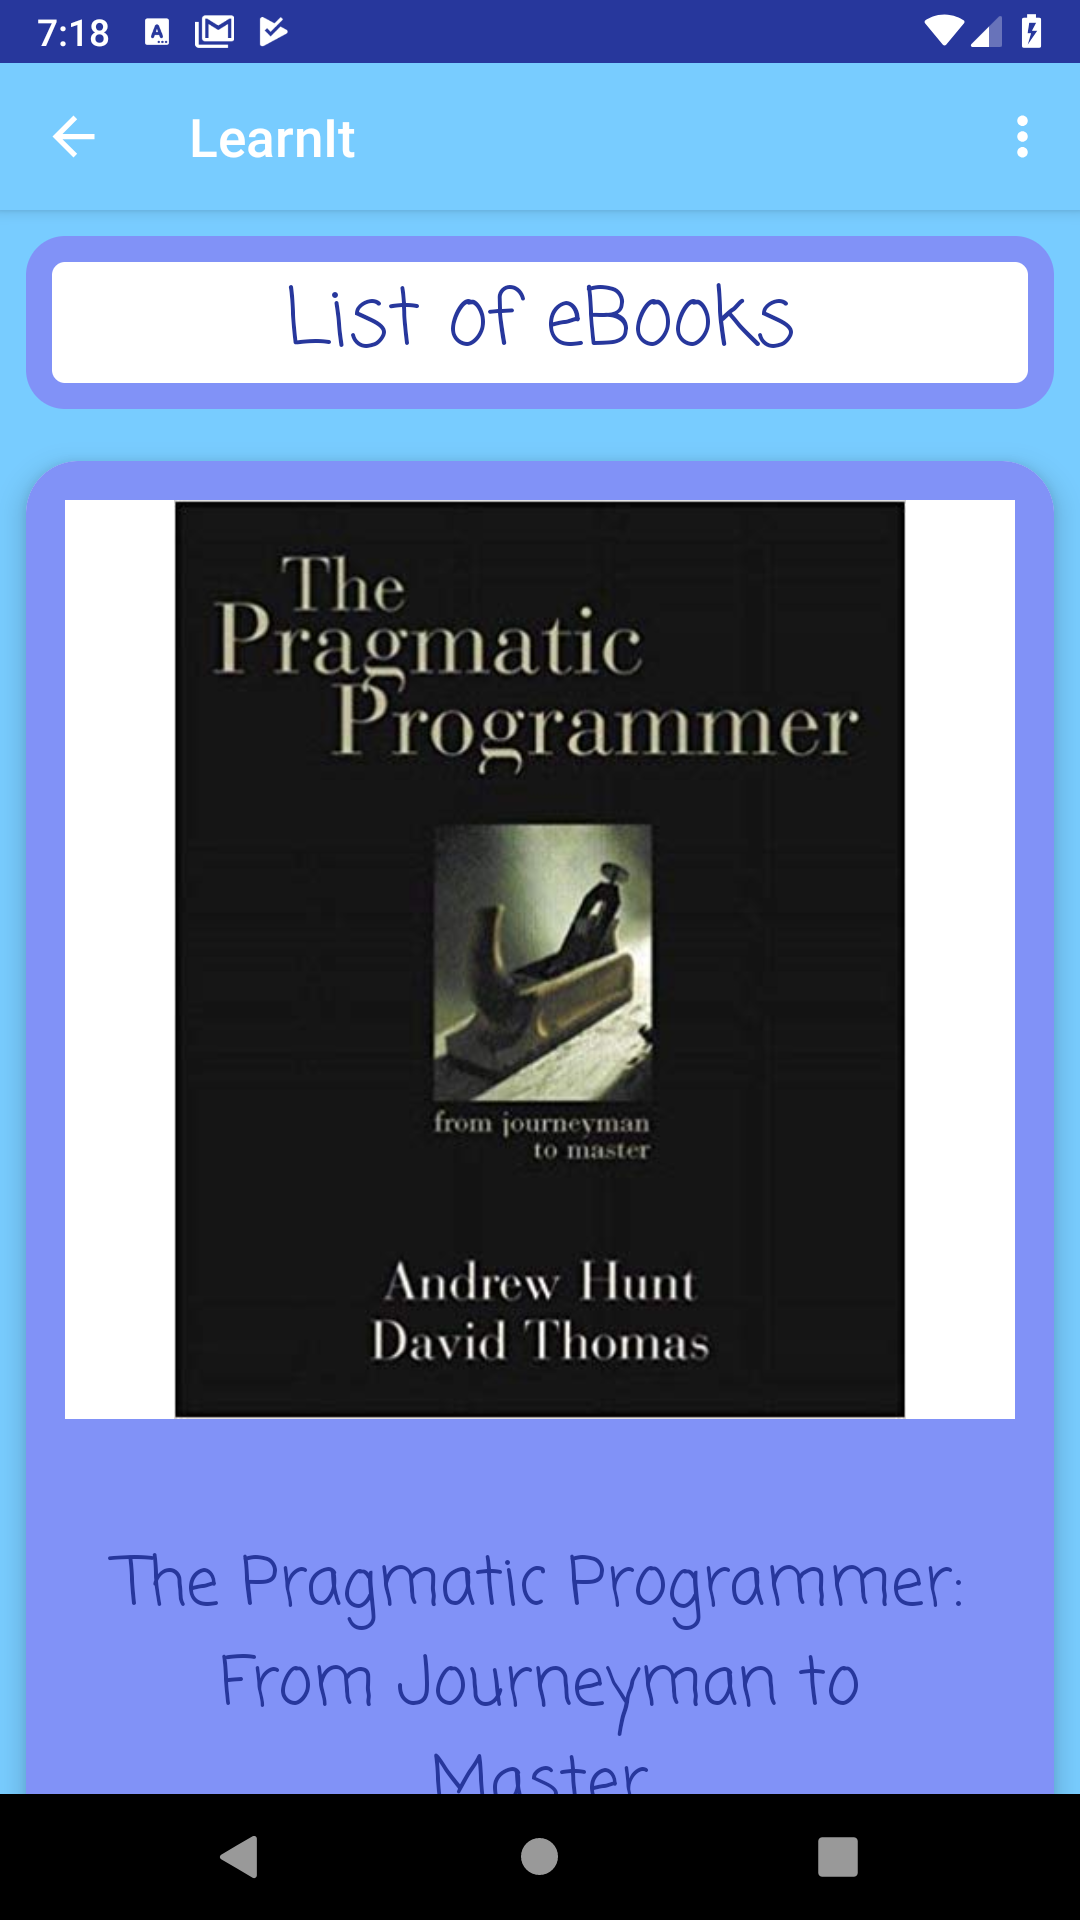 7:18
LearnIt
List of eBooks
The
Pragmatic
Programmer
from journeyman
to master
Andrew Hunt
David Thomas
The Pragmatic Programmer:
From Journeyman to
Master